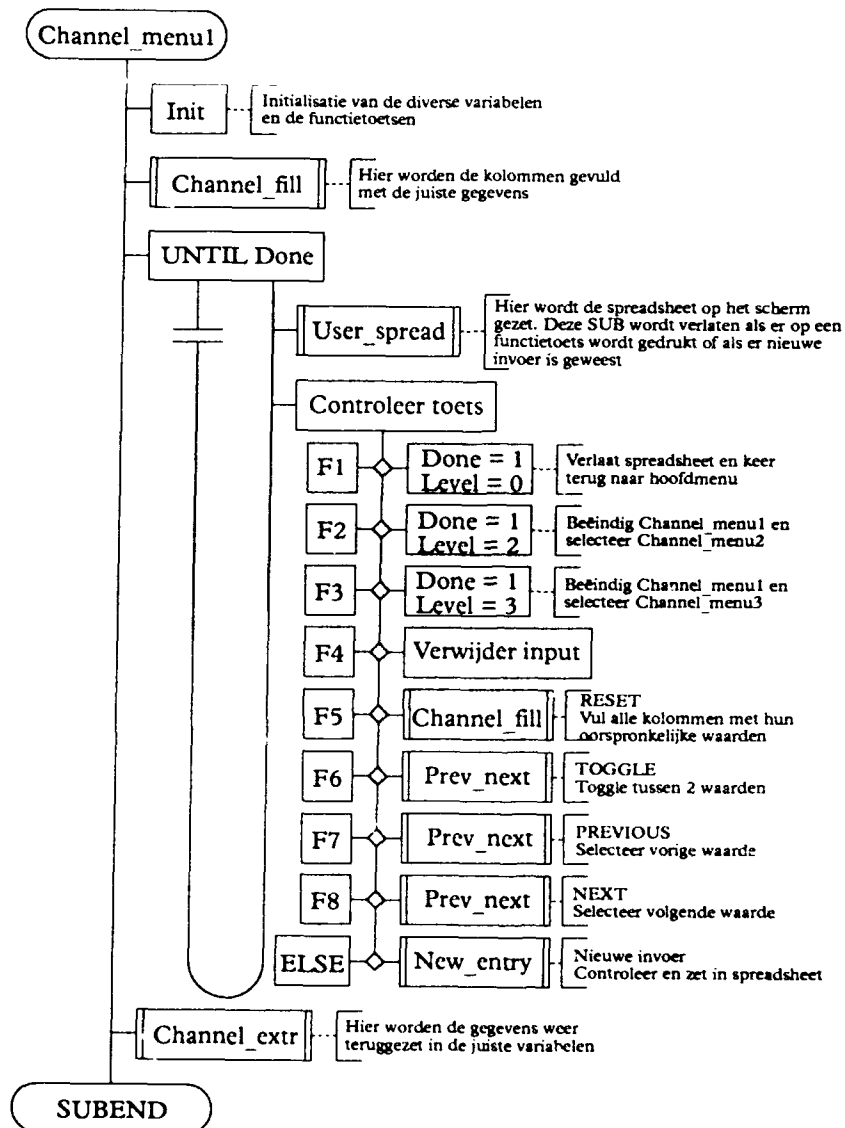 Channel_menu1
Init
Initialisatie van de diverse variabelen
en de functietoetsen
Channel_fill
Hier worden de kolommen gevuld
met de juiste gegevens
UNTIL Done
User_spread
Hier wordt de spreadsheet op het scherm
gezet. Deze SUB wordt verlaten als er op een
functietoets wordt gedrukt of als er nieuwe
invoer is geweest
Controleer toets
F1
Done = 1
Level = 0
Verlaat spreadsheet en keer
terug naar hoofdmenu
F2
Done = 1
Level = 2
Beëindig Channel_menu1 en
selecteer Channel_menu2
F3
Done = 1
Level = 3
Beëindig Channel_menu1 en
selecteer Channel_menu3
F4
Verwijder input
F5
Channel_fill
RESET
Vul alle kolommen met hun
oorspronkelijke waarden
F6
Prev_next
TOGGLE
Toggle tussen 2 waarden
F7
Prev_next
PREVIOUS
Selecteer vorige waarde
F8
Prev_next
NEXT
Selecteer volgende waarde
ELSE
New_entry
Nieuwe invoer
Controleer en zet in spreadsheet
Channel_extr
Hier worden de gegevens weer
teruggezet in de juiste variabelen
SUBEND